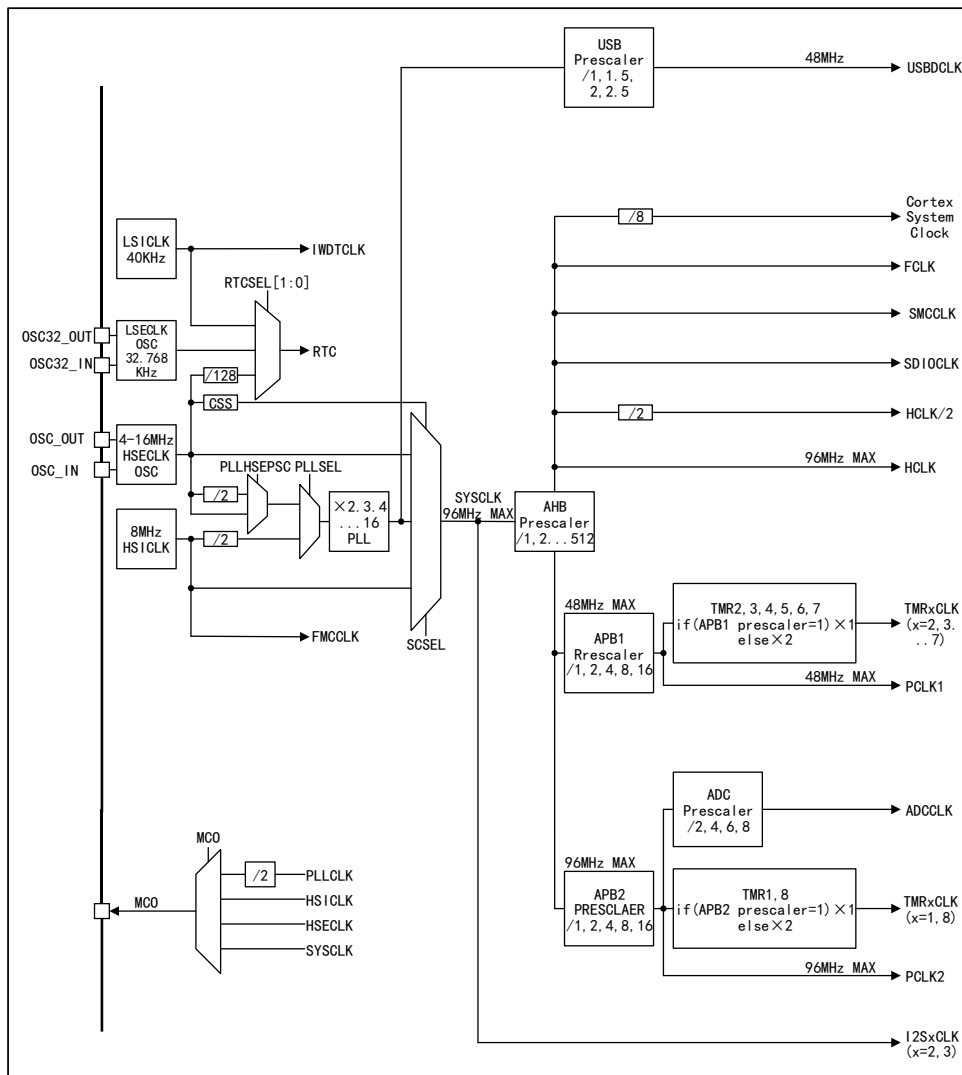 USB
Prescaler
/1, 1.5,
2, 2.5
48MHz
USBDCLK
/8
Cortex
System
Clock
LSICLK
40KHz
IWDTCLK
FCLK
RTCSEL[1:0]
SMCCLK
OSC32_OUT
OSC32_IN
LSECLK
OSC
32.768
KHz
RTC
SDIOCLK
/128
CSS
/2
HCLK/2
OSC_OUT
OSC_IN
4-16MHz
HSECLK
OSC
96MHz MAX
HCLK
PLLHSEPSC
PLLSEL
/2
×2.3.4
...16
PLL
SYSCLK
96MHz MAX
AHB
Prescaler
/1, 2...512
8MHz
HSICLK
/2
FMCCLK
SCSEL
48MHz MAX
APB1
Rrescaler
/1, 2, 4, 8, 16
TMR2, 3, 4, 5, 6, 7
if(APB1 prescaler=1)×1
else×2
TMRxCLK
(x=2, 3.
..7)
48MHz MAX
PCLK1
ADC
Prescaler
/2, 4, 6, 8
ADCCLK
MCO
96MHz MAX
/2
PLLCLK
MCO
HSICLK
HSECLK
SYSCLK
APB2
PRESCLAER
/1, 2, 4, 8, 16
TMR1, 8
if(APB2 prescaler=1)×1
else×2
TMRxCLK
(x=1, 8)
96MHz MAX
PCLK2
I2SxCLK
(x=2, 3)